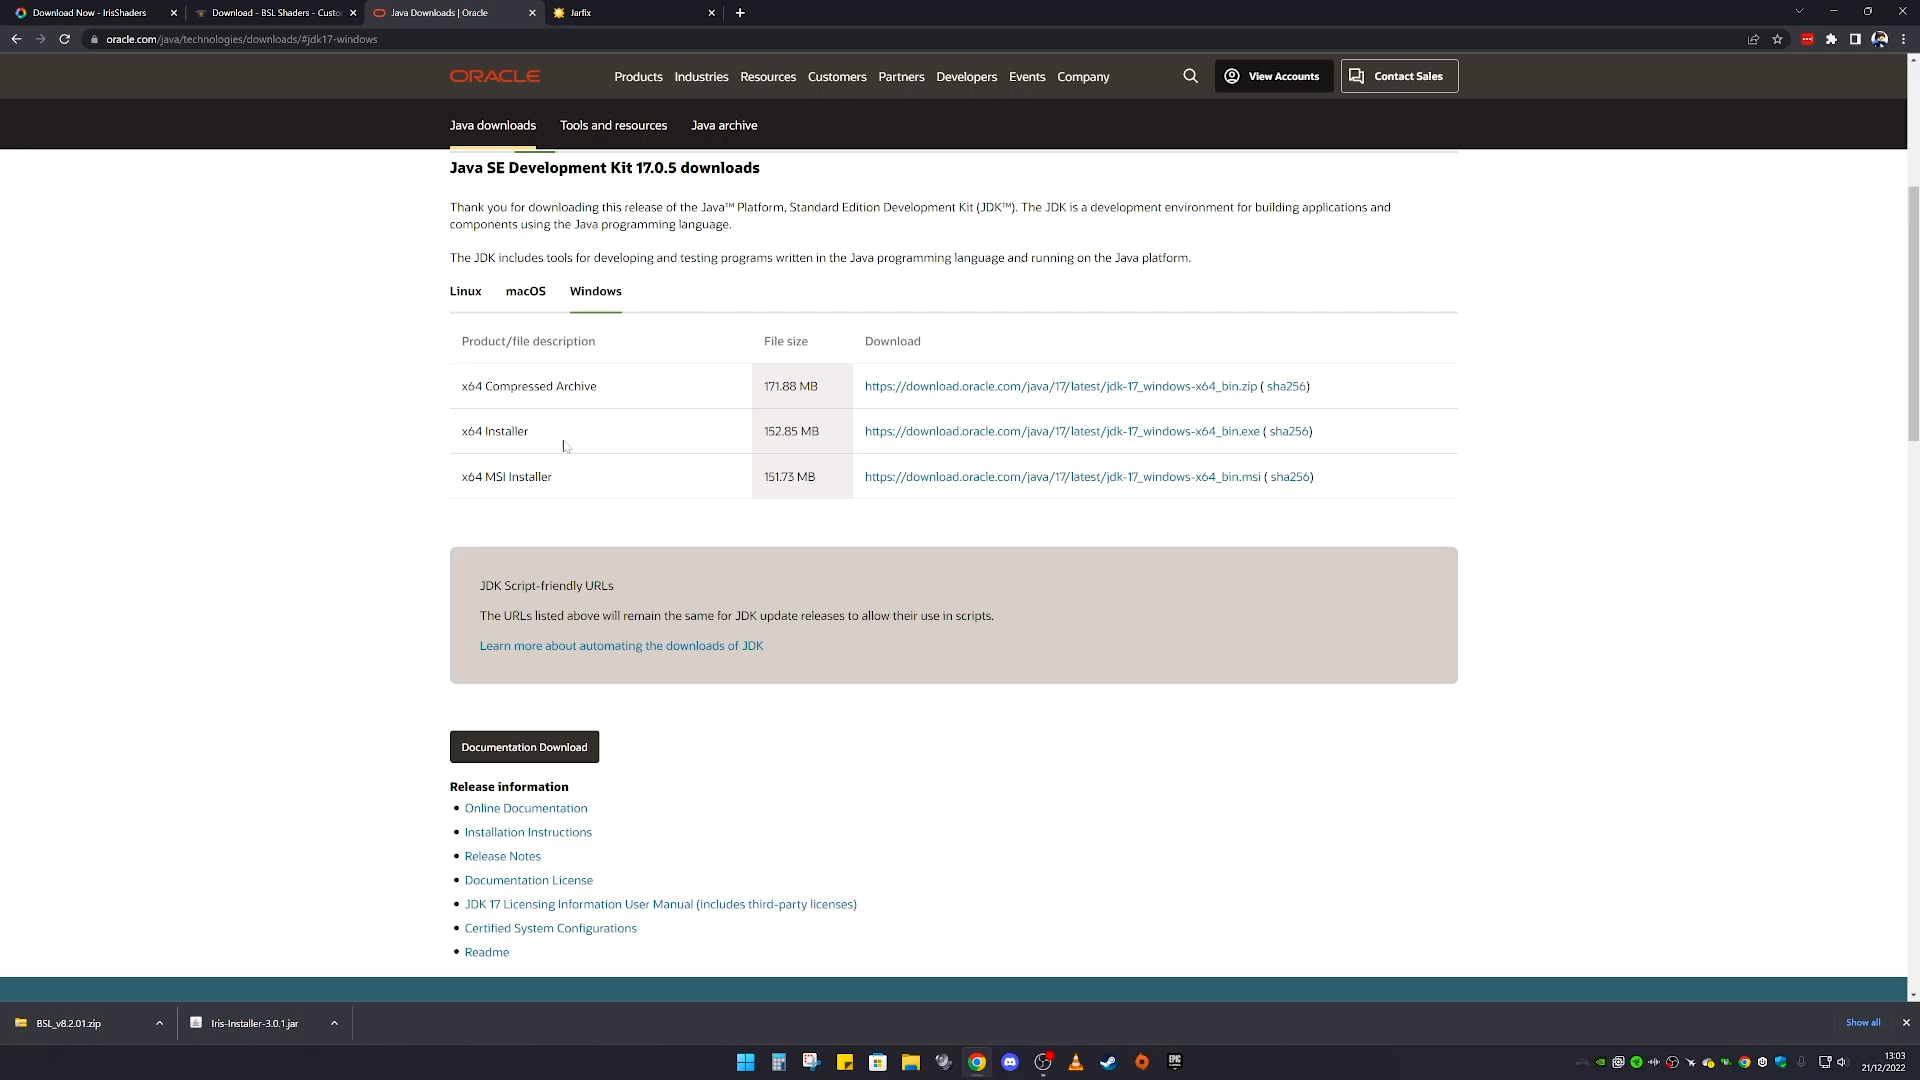 Download Now - IrisShaders
Download - BSL Shaders - Custo
Java Downloads | Oracle
Jarfix
oracle.com/java/technologies/downloads/#jdk17-windows
ORACLE
Products Industries Resources Customers Partners Developers Events Company
View Accounts
Contact Sales
Java downloads Tools and resources Java archive
Java SE Development Kit 17.0.5 downloads
Thank you for downloading this release of the Java™ Platform, Standard Edition Development Kit (JDK™). The JDK is a development environment for building applications and
components using the Java programming language.
The JDK includes tools for developing and testing programs written in the Java programming language and running on the Java platform.
Linux macOS Windows
Product/file description File size Download
x64 Compressed Archive 171.88 MB https://download.oracle.com/java/17/latest/jdk-17_windows-x64_bin.zip ( sha256)
x64 Installer 152.85 MB https://download.oracle.com/java/17/latest/jdk-17_windows-x64_bin.exe ( sha256)
x64 MSI Installer 151.73 MB https://download.oracle.com/java/17/latest/jdk-17_windows-x64_bin.msi ( sha256)
JDK Script-friendly URLs
The URLs listed above will remain the same for JDK update releases to allow their use in scripts.
Learn more about automating the downloads of JDK
Documentation Download
Release information
• Online Documentation
• Installation Instructions
• Release Notes
• Documentation License
• JDK 17 Licensing Information User Manual (includes third-party licenses)
• Certified System Configurations
• Readme
BSL_v8.2.01.zip
Iris-Installer-3.0.1.jar
Show all
EPIC
13:03
21/12/2022